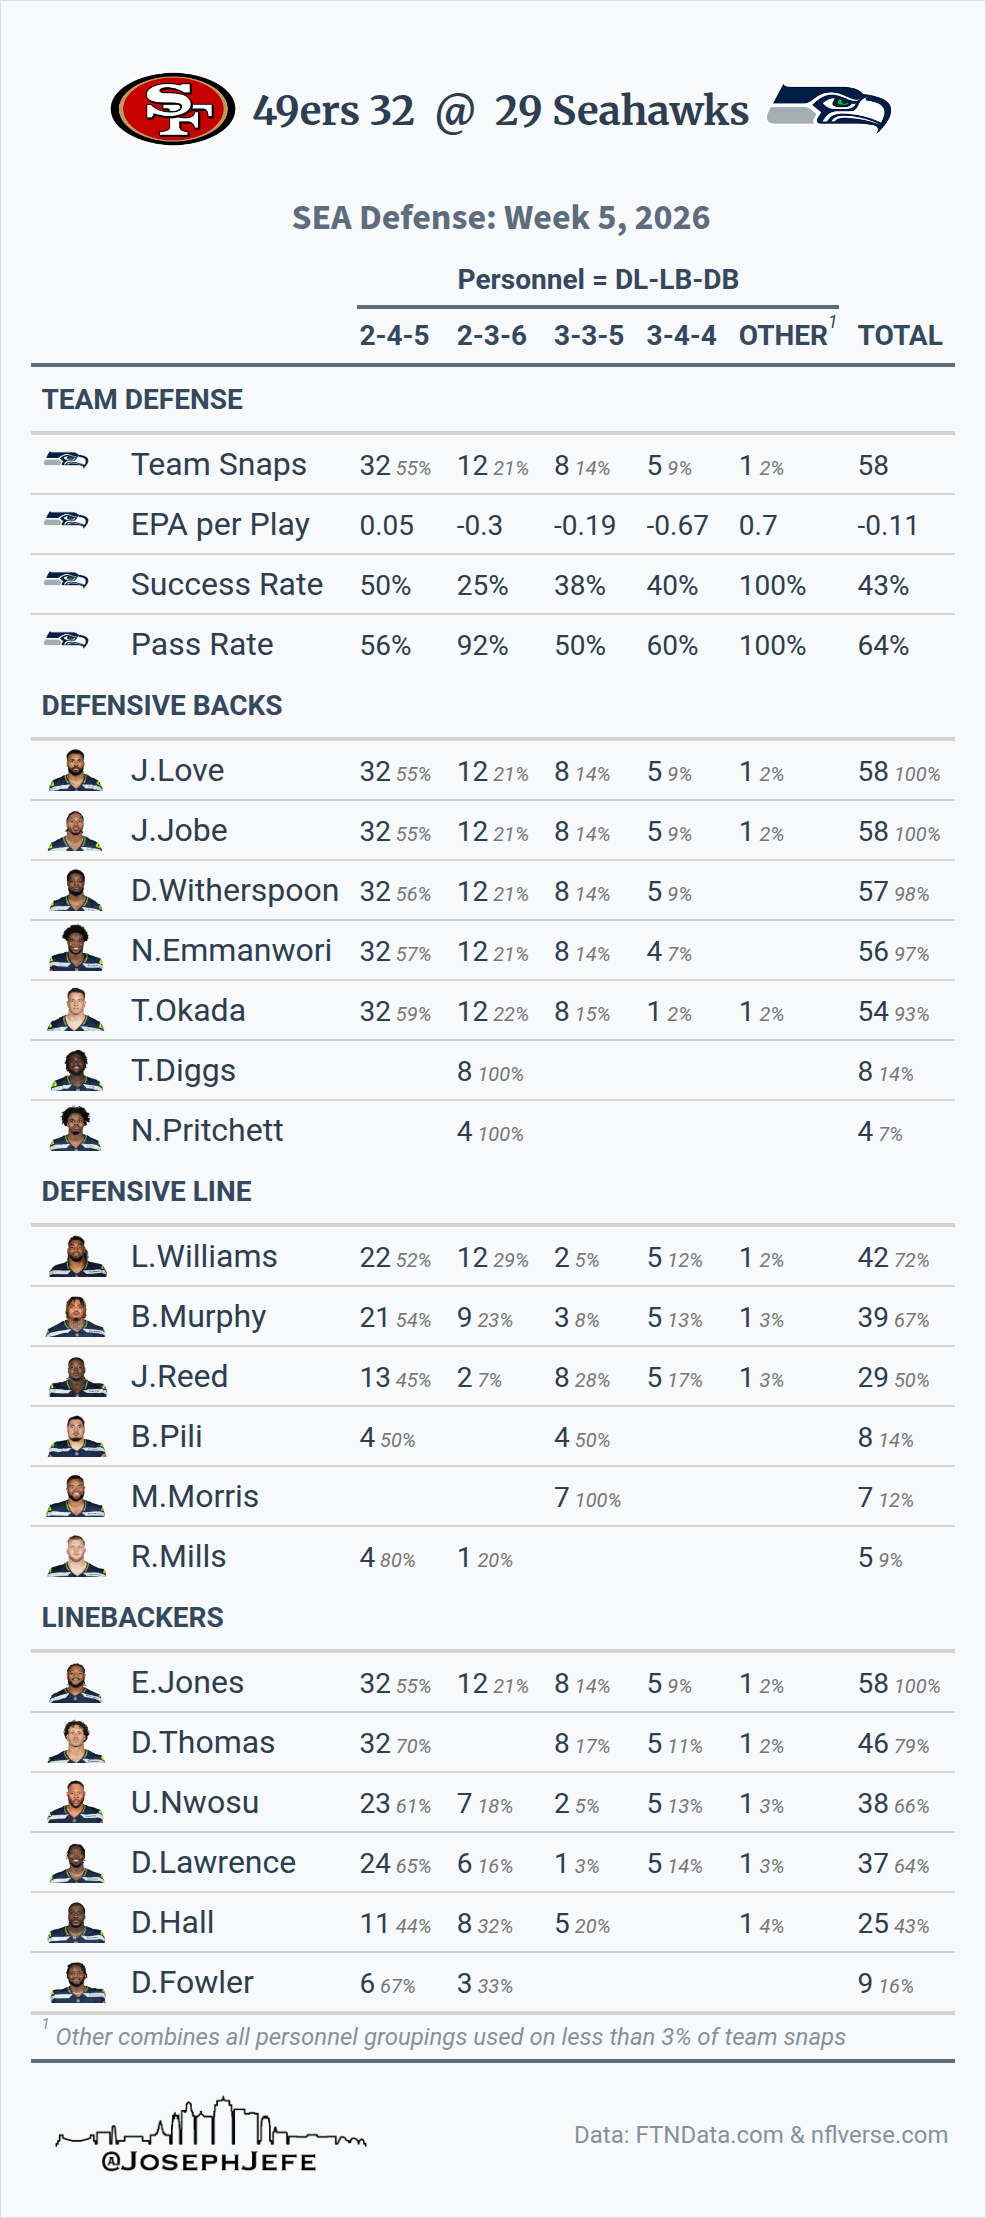 SF 49ers 32 @ 29 Seahawks
SEA Defense: Week 5, 2026
Personnel = DL-LB-DB
2-4-5 2-3-6 3-3-5 3-4-4 OTHER1 TOTAL
TEAM DEFENSE
Team Snaps 32 55% 12 21% 8 14% 5 9% 1 2% 58
EPA per Play 0.05 -0.3 -0.19 -0.67 0.7 -0.11
Success Rate 50% 25% 38% 40% 100% 43%
Pass Rate 56% 92% 50% 60% 100% 64%
DEFENSIVE BACKS
J.Love 32 55% 12 21% 8 14% 5 9% 1 2% 58 100%
J.Jobe 32 55% 12 21% 8 14% 5 9% 1 2% 58 100%
D.Witherspoon 32 56% 12 21% 8 14% 5 9% 57 98%
N.Emmanwori 32 57% 12 21% 8 14% 4 7% 56 97%
T.Okada 32 59% 12 22% 8 15% 1 2% 1 2% 54 93%
T.Diggs 8 100% 8 14%
N.Pritchett 4 100% 4 7%
DEFENSIVE LINE
L.Williams 22 52% 12 29% 2 5% 5 12% 1 2% 42 72%
B.Murphy 21 54% 9 23% 3 8% 5 13% 1 3% 39 67%
J.Reed 13 45% 2 7% 8 28% 5 17% 1 3% 29 50%
B.Pili 4 50% 4 50% 8 14%
M.Morris 7 100% 7 12%
R.Mills 4 80% 1 20% 5 9%
LINEBACKERS
E.Jones 32 55% 12 21% 8 14% 5 9% 1 2% 58 100%
D.Thomas 32 70% 8 17% 5 11% 1 2% 46 79%
U.Nwosu 23 61% 7 18% 2 5% 5 13% 1 3% 38 66%
D.Lawrence 24 65% 6 16% 1 3% 5 14% 1 3% 37 64%
D.Hall 11 44% 8 32% 5 20% 1 4% 25 43%
D.Fowler 6 67% 3 33% 9 16%
1 Other combines all personnel groupings used on less than 3% of team snaps
@JOSEPHJEFE
Data: FTNData.com & nflverse.com